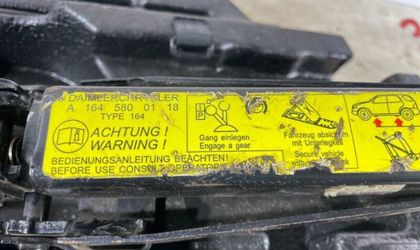 DAIMLERCHRYSLER
A 164 580 01 18
TYPE 164
ACHTUNG !
WARNING !
BEDIENUNGSANLEITUNG BEACHTEN!
BEFORE USE CONSULT OPERATOR'S
Gang einlegen
Engage a gear
Fahrzeug absichern
mit Unterlegkeil
Secure vehicle
with